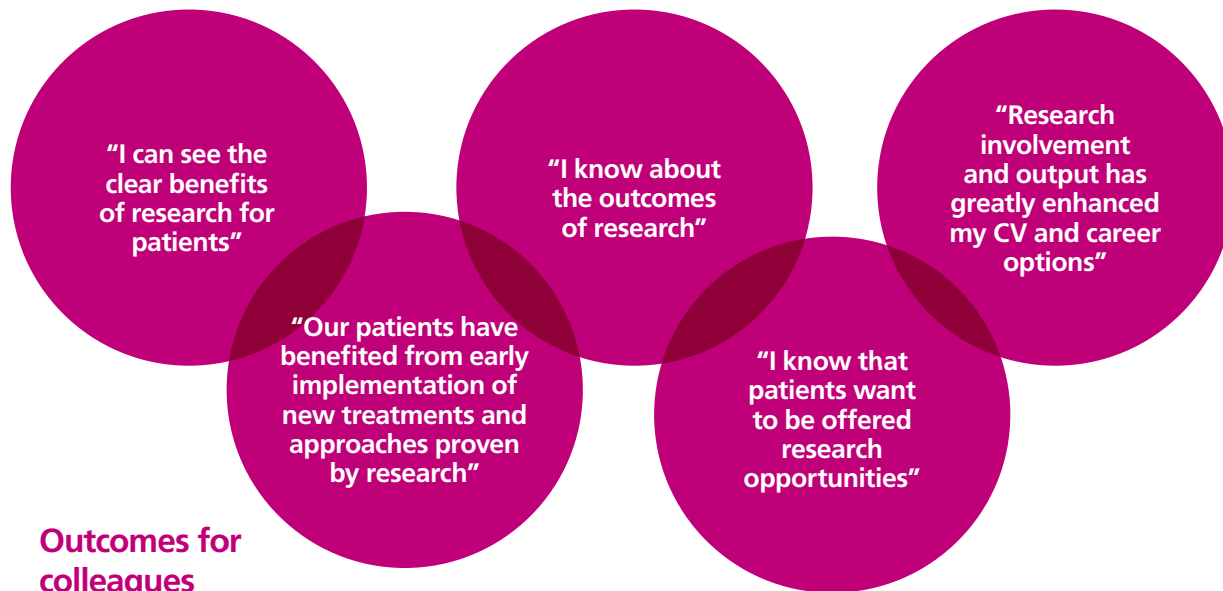 “I can see the
clear benefits
of research for
patients”
“Our patients have
benefited from early
implementation of
new treatments and
approaches proven
by research”
“I know about
the outcomes
of research”
“I know that
patients want
to be offered
research
opportunities”
“Research
involvement
and output has
greatly enhanced
my CV and career
options”
Outcomes for
colleagues